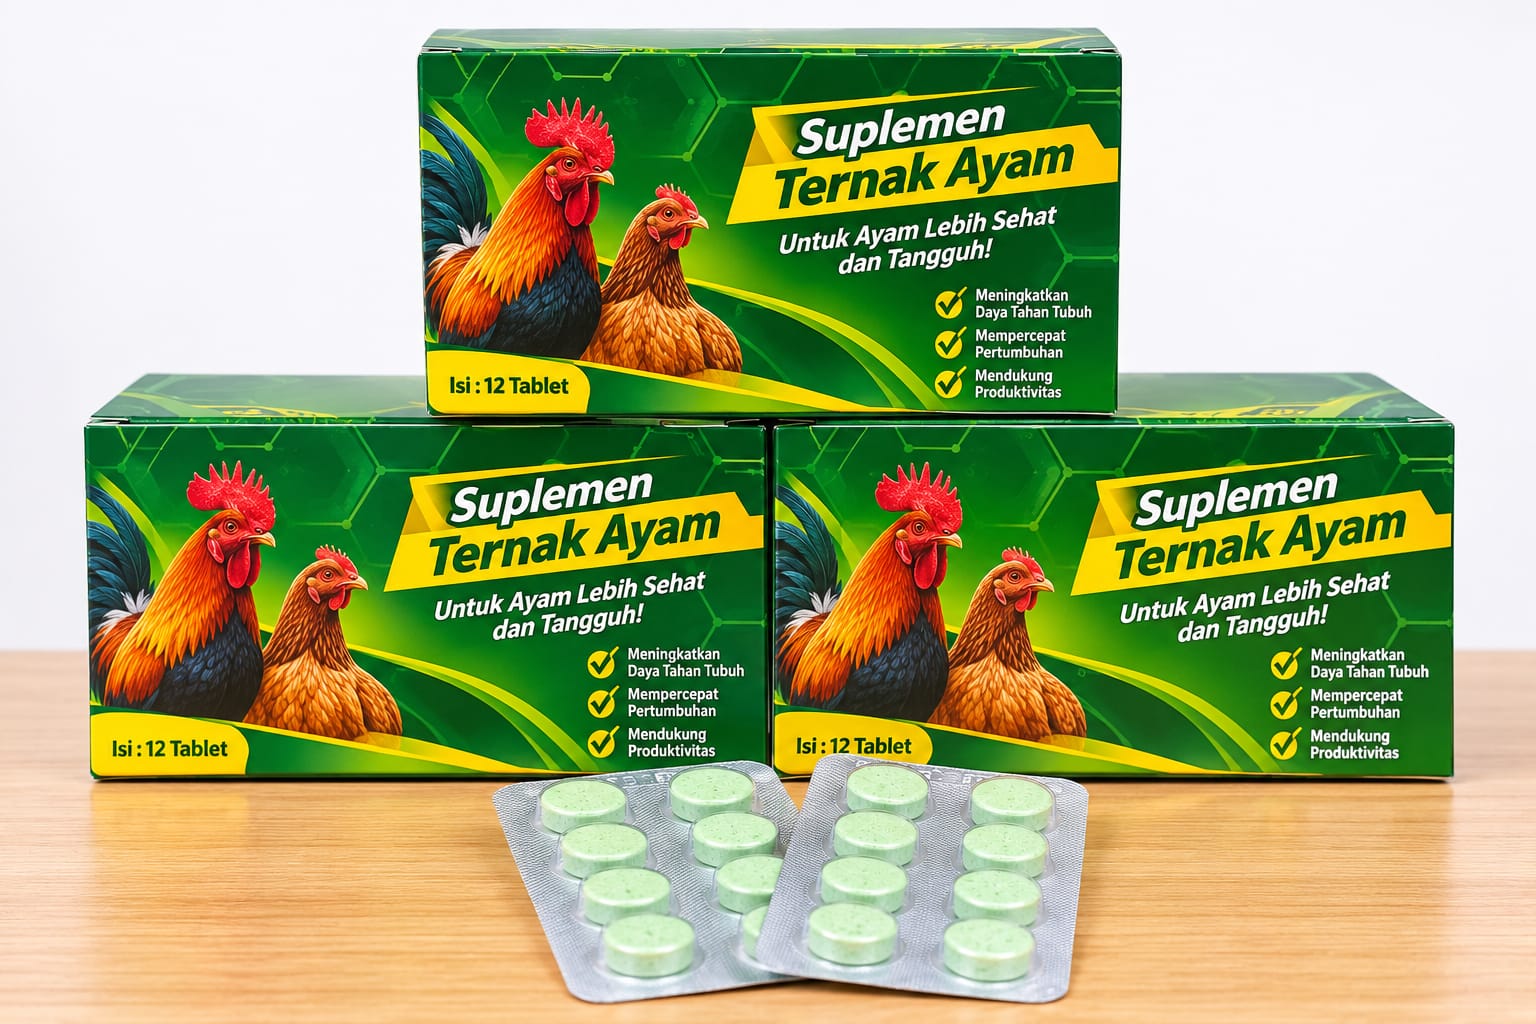 Suplemen
Ternak Ayam
Untuk Ayam Lebih Sehat
dan Tangguh!
Meningkatkan
Daya Tahan Tubuh
Mempercepat
Pertumbuhan
Mendukung
Produktivitas
Isi : 12 Tablet
Suplemen
Ternak Ayam
Untuk Ayam Lebih Sehat
dan Tangguh!
Meningkatkan
Daya Tahan Tubuh
Mempercepat
Pertumbuhan
Mendukung
Produktivitas
Isi : 12 Tablet
Suplemen
Ternak Ayam
Untuk Ayam Lebih Sehat
dan Tangguh!
Meningkatkan
Daya Tahan Tubuh
Mempercepat
Pertumbuhan
Mendukung
Produktivitas
Isi : 12 Tablet